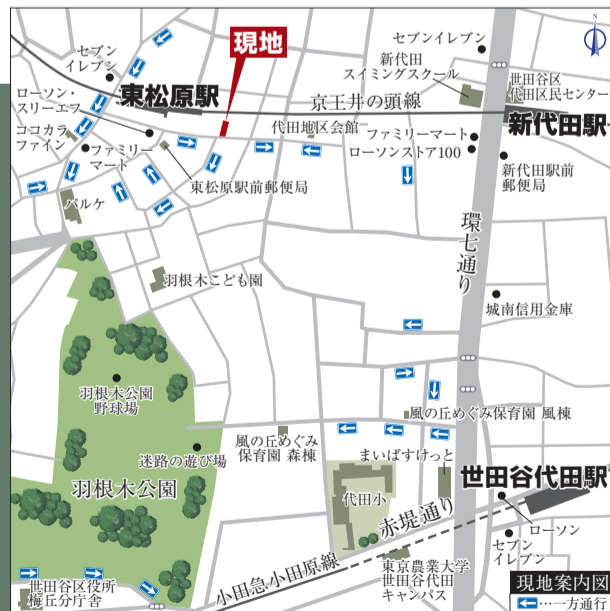 現地
セブン
イレブン
ローソン・
スリーエフ
ココカラ
ファイン
東松原駅
ファミリー
マート
パルケ
東松原駅前郵便局
京王井の頭線
代田地区会館
セブンイレブン
新代田
スイミングスクール
世田谷区
代田区民センター
新代田駅
ファミリーマート
ローソンストア100
新代田駅前
郵便局
環七通り
羽根木こども園
城南信用金庫
羽根木公園
野球場
迷路の遊び場
羽根木公園
風の丘めぐみ
保育園 森棟
風の丘めぐみ保育園 風棟
まいばすけっと
代田小
世田谷代田駅
赤堤通り
ローソン
セブン
イレブン
小田急小田原線
東京農業大学
世田谷代田
キャンパス
世田谷区役所
梅丘分庁舎
現地案内図
…一方通行